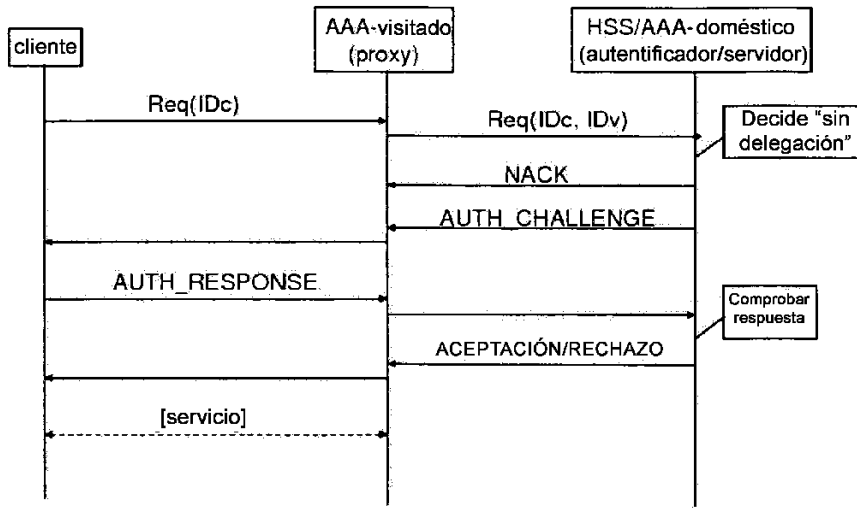 cliente
AAA-visitado
(proxy)
HSS/AAA-doméstico
(autentificador/servidor)
Req(IDc)
Req(IDc, IDv)
Decide “sin
delegación”
NACK
AUTH_CHALLENGE
AUTH_RESPONSE
Comprobar
respuesta
ACEPTACIÓN/RECHAZO
[servicio]